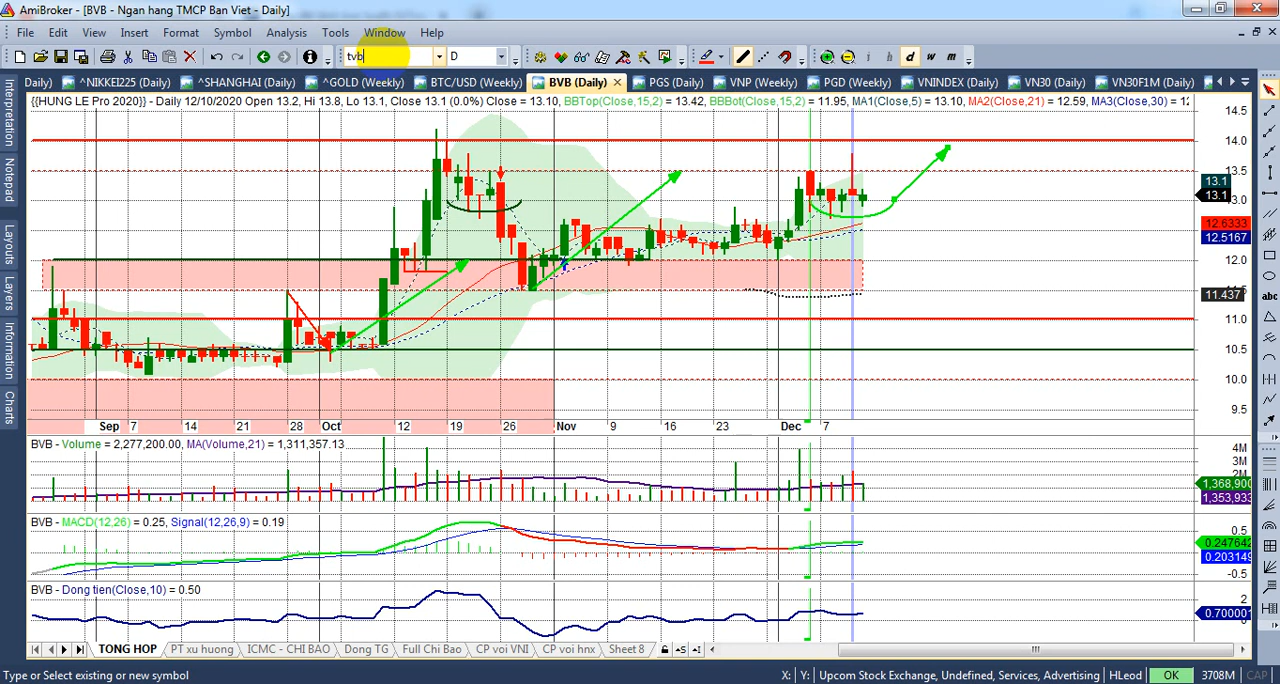 AmiBroker - [BVB - Ngan hang TMCP Ban Viet - Daily]
File Edit View Insert Format Symbol Analysis Tools Window Help
tvb D d w m
Daily) ^NIKKEI225 (Daily) ^SHANGHAI (Daily) ^GOLD (Weekly) BTC/USD (Weekly) BVB (Daily) PGS (Daily) VNP (Weekly) PGD (Weekly) VNINDEX (Daily) VN30 (Daily) VN30F1M (Daily)
{{HUNG LE Pro 2020}} - Daily 12/10/2020 Open 13.2, Hi 13.8, Lo 13.1, Close 13.1 (0.0%) Close = 13.10, BBTop(Close,15,2) = 13.42, BBBot(Close,15,2) = 11.95, MA1(Close,5) = 13.10, MA2(Close,21) = 12.59, MA3(Close,30) = 12
14.5
14.0
13.5
13.1
13.1
13.0
12.6333
12.5167
12.0
11.5
11.437
11.0
10.5
10.0
9.5
Sep 7 14 21 28 Oct 12 19 26 Nov 9 16 23 Dec 7
BVB - Volume = 2,277,200.00, MA(Volume,21) = 1,311,357.13
4M
3M
2M
1,368,900
1,353,933
BVB - MACD(12,26) = 0.25, Signal(12,26,9) = 0.19
0.5
0.247642
0.203149
-0.5
BVB - Dong tien(Close,10) = 0.50
2
0.700001
TONG HOP PT xu huong ICMC - CHI BAO Dong TG Full Chi Bao CP voi VNI CP voi hnx Sheet 8
Type or Select existing or new symbol X: Y: Upcom Stock Exchange, Undefined, Services, Advertising HLeod OK 3708M CAP
Interpretation
Notepad
Layouts
Layers
Information
Charts
abc